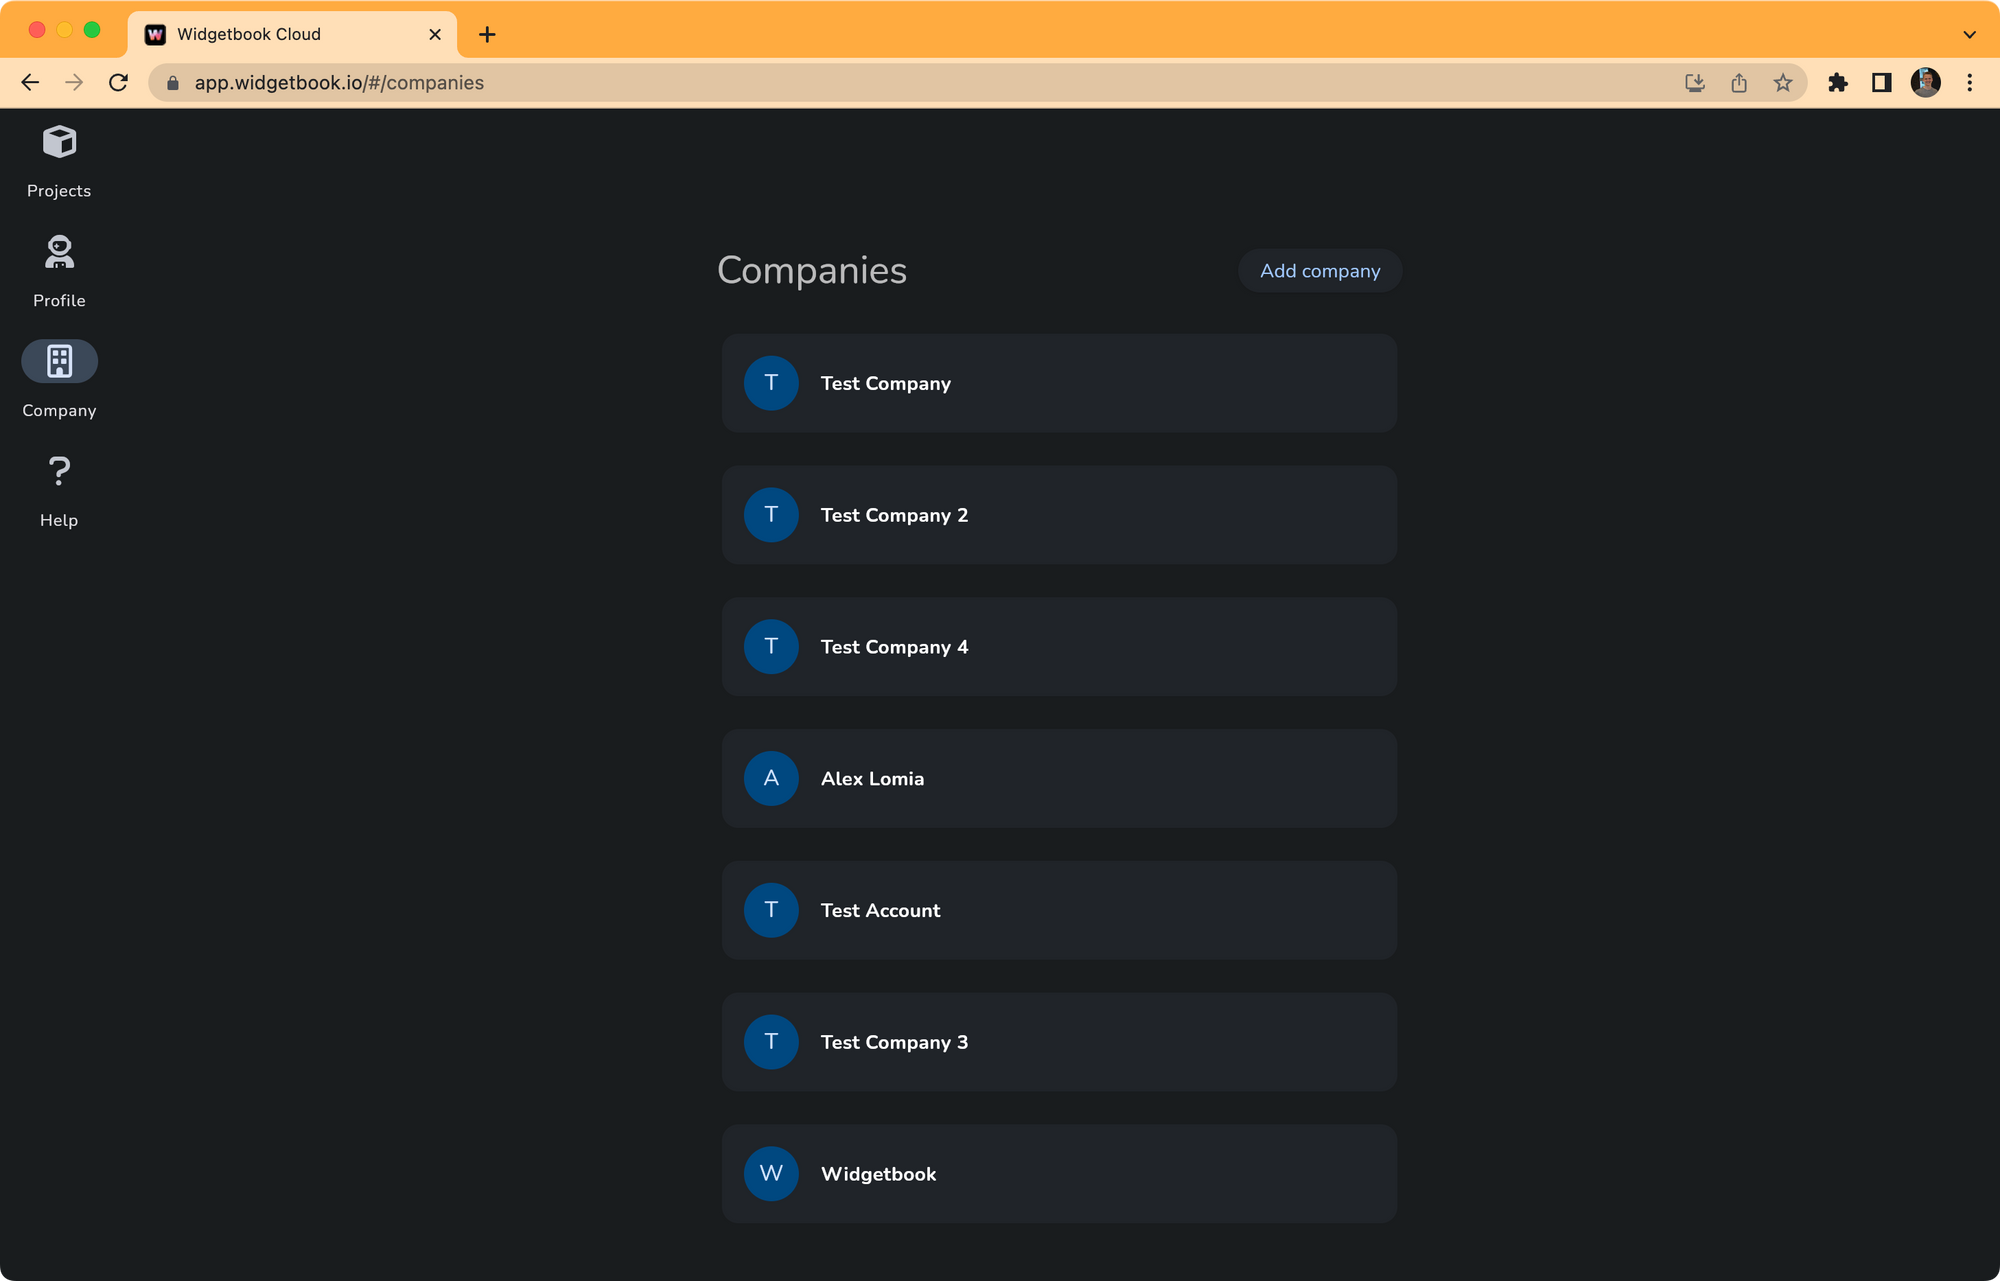 Widgetbook Cloud
app.widgetbook.io/#/companies
Projects
Profile
Company
Help
Companies
Add company
T Test Company
T Test Company 2
T Test Company 4
A Alex Lomia
T Test Account
T Test Company 3
W Widgetbook